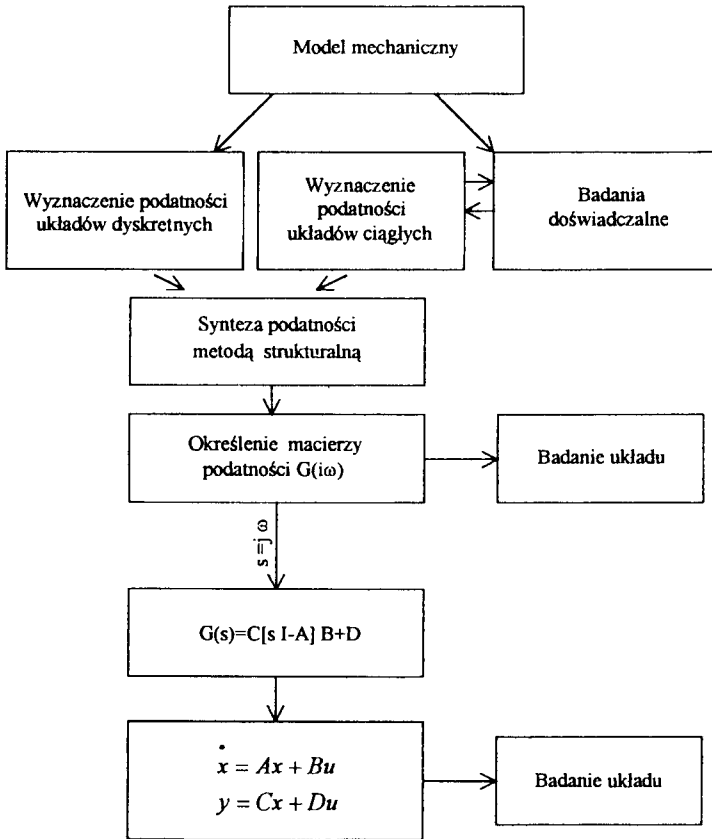 Model mechaniczny
Wyznaczenie podatności
układów dyskretnych
Wyznaczenie
podatności
układów ciągłych
Badania
doświadczalne
Synteza podatności
metodą strukturalną
Określenie macierzy
podatności G(iω)
Badanie układu
s =j ω
G(s)=C[s I-A] B+D
ẋ = Ax + Bu
y = Cx + Du
Badanie układu